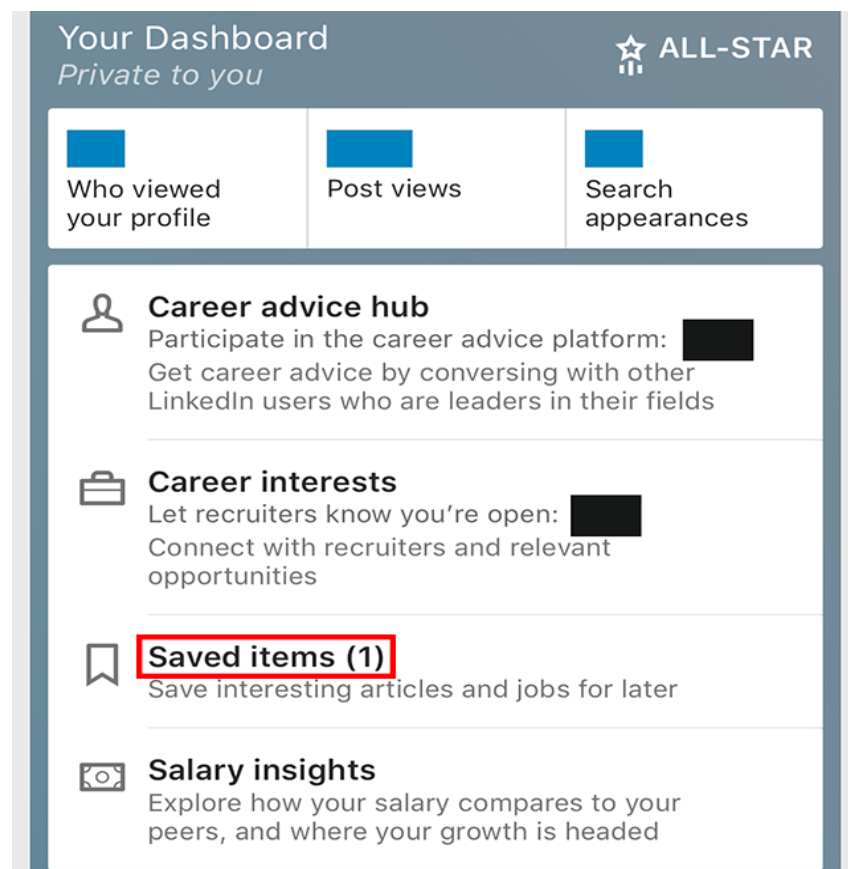 Your Dashboard
Private to you
ALL-STAR
Who viewed
your profile
Post views
Search
appearances
Career advice hub
Participate in the career advice platform:
Get career advice by conversing with other
LinkedIn users who are leaders in their fields
Career interests
Let recruiters know you’re open:
Connect with recruiters and relevant
opportunities
Saved items (1)
Save interesting articles and jobs for later
Salary insights
Explore how your salary compares to your
peers, and where your growth is headed